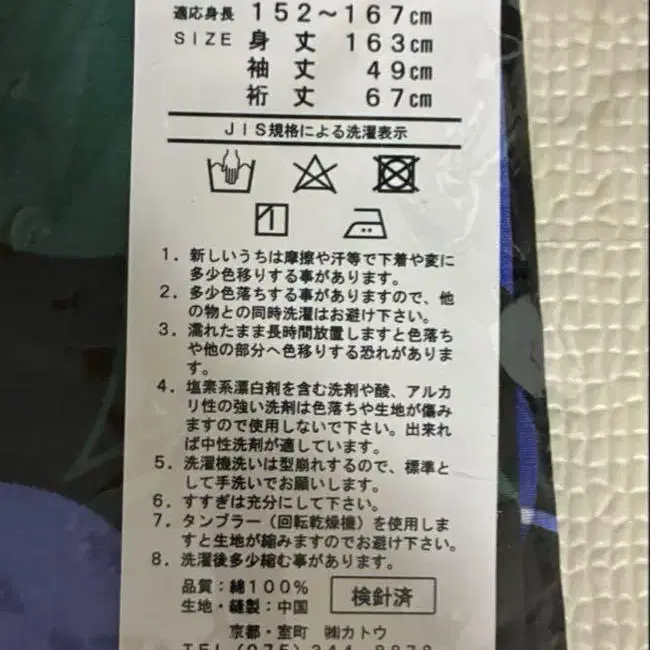 適応身長 152～167cm
SIZE 身丈 163cm
袖丈 49cm
裄丈 67cm
JIS規格による洗濯表示
1. 新しいうちは摩擦や汗等で下着や変に
多少色移りする事があります。
2. 多少色落ちする事がありますので、他
の物との同時洗濯はお避け下さい。
3. 濡れたまま長時間放置しますと色落ち
や他の部分へ色移りする恐れがありま
す。
4. 塩素系漂白剤を含む洗剤や酸、アルカ
リ性の強い洗剤は色落ちや生地が傷み
ますので使用しないで下さい。出来れ
ば中性洗剤が適しています。
5. 洗濯機洗いは型崩れするので、標準と
して手洗いでお願いします。
6. すすぎは充分にして下さい。
7. タンブラー（回転乾燥機）を使用しま
すと生地が縮みますのでお避け下さい。
8. 洗濯後多少縮む事があります。
品質：綿100%
生地・縫製：中国
検針済
京都・室町 ㈱カトウ
TEL (075)